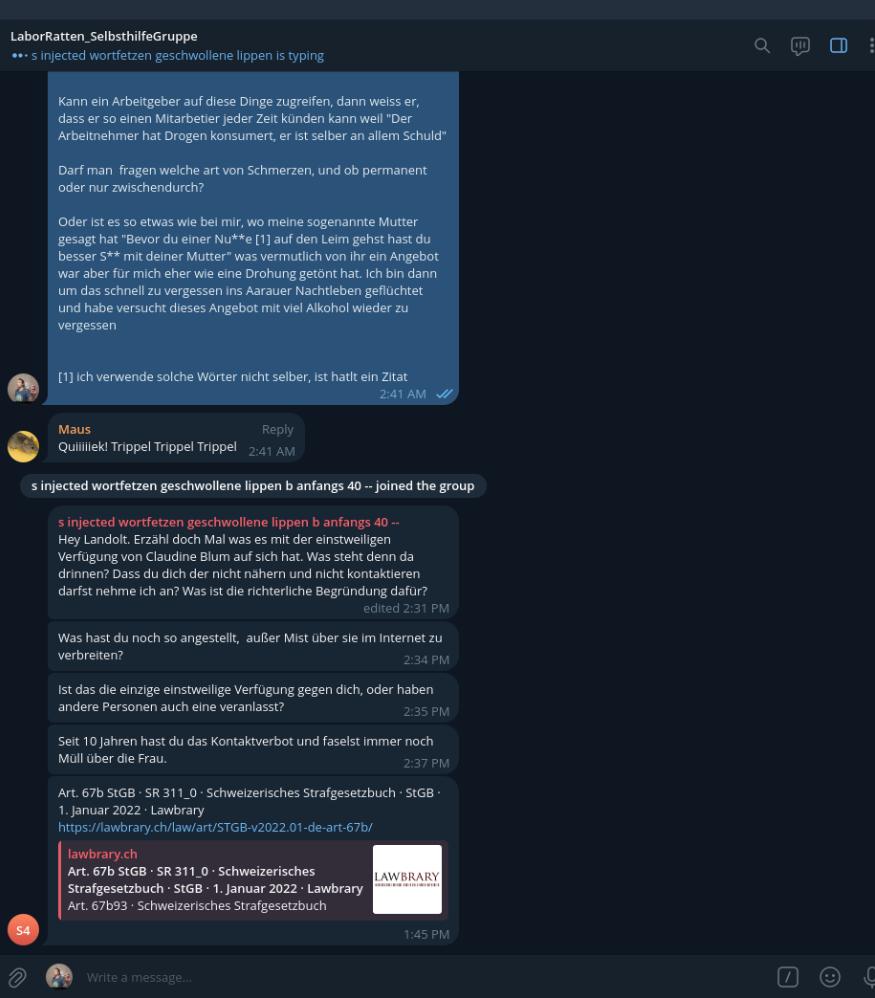 LaborRatten_SelbsthilfeGruppe
s injected wortfetzen geschwollene lippen is typing
Kann ein Arbeitgeber auf diese Dinge zugreifen, dann weiss er,
dass er so einen Mitarbetier jeder Zeit künden kann weil "Der
Arbeitnehmer hat Drogen konsumert, er ist selber an allem Schuld"
Darf man  fragen welche art von Schmerzen, und ob permanent
oder nur zwischendurch?
Oder ist es so etwas wie bei mir, wo meine sogenannte Mutter
gesagt hat "Bevor du einer Nu**e [1] auf den Leim gehst hast du
besser S** mit deiner Mutter" was vermutlich von ihr ein Angebot
war aber für mich eher wie eine Drohung getönt hat. Ich bin dann
um das schnell zu vergessen ins Aarauer Nachtleben geflüchtet
und habe versucht dieses Angebot mit viel Alkohol wieder zu
vergessen
[1] ich verwende solche Wörter nicht selber, ist hatlt ein Zitat
2:41 AM
Maus Reply
Quiiiiiek! Trippel Trippel Trippel 2:41 AM
s injected wortfetzen geschwollene lippen b anfangs 40 -- joined the group
s injected wortfetzen geschwollene lippen b anfangs 40 --
Hey Landolt. Erzähl doch Mal was es mit der einstweiligen
Verfügung von Claudine Blum auf sich hat. Was steht denn da
drinnen? Dass du dich der nicht nähern und nicht kontaktieren
darfst nehme ich an? Was ist die richterliche Begründung dafür?
edited 2:31 PM
Was hast du noch so angestellt,  außer Mist über sie im Internet zu
verbreiten?
2:34 PM
Ist das die einzige einstweilige Verfügung gegen dich, oder haben
andere Personen auch eine veranlasst?
2:35 PM
Seit 10 Jahren hast du das Kontaktverbot und faselst immer noch
Müll über die Frau.
2:37 PM
Art. 67b StGB · SR 311_0 · Schweizerisches Strafgesetzbuch · StGB ·
1. Januar 2022 · Lawbrary
https://lawbrary.ch/law/art/STGB-v2022.01-de-art-67b/
lawbrary.ch
Art. 67b StGB · SR 311_0 · Schweizerisches
Strafgesetzbuch · StGB · 1. Januar 2022 · Lawbrary
Art. 67b93 · Schweizerisches Strafgesetzbuch
LAWBRARY
S4
1:45 PM
Write a message...